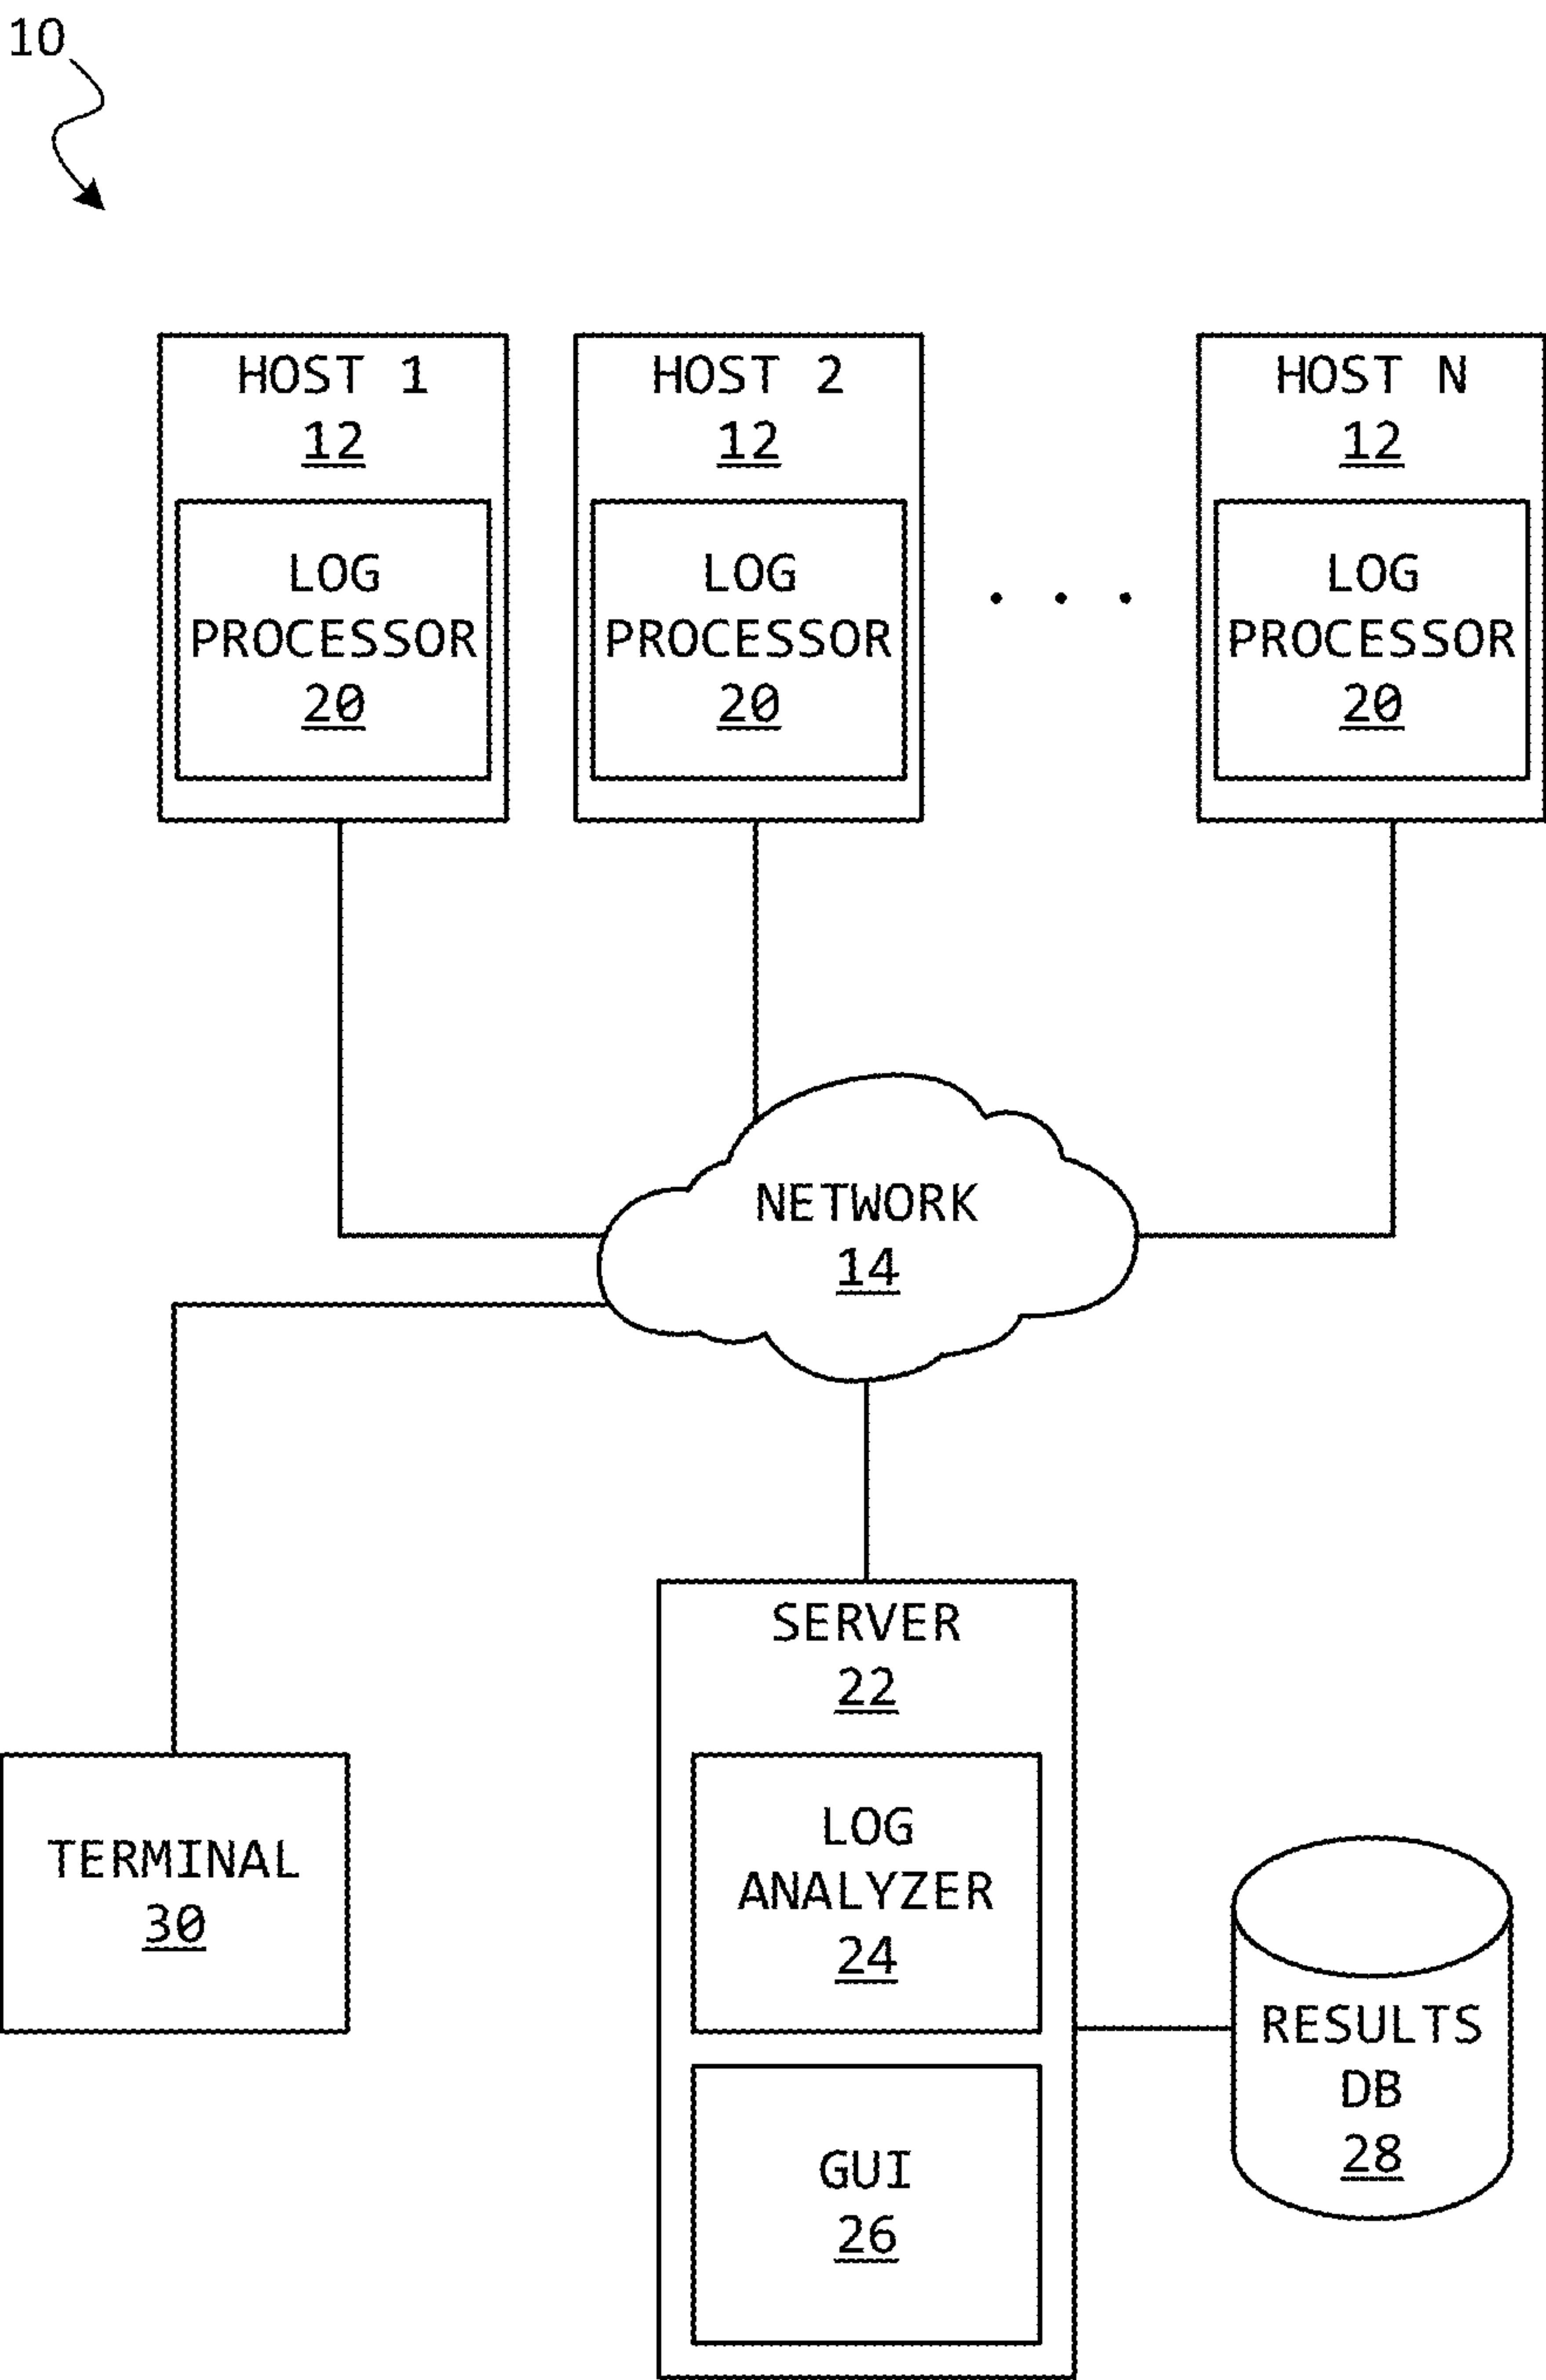 10
HOST 1
12
LOG
PROCESSOR
20
HOST 2
12
LOG
PROCESSOR
20
HOST N
12
LOG
PROCESSOR
20
NETWORK
14
SERVER
22
LOG
ANALYZER
24
GUI
26
TERMINAL
30
RESULTS
DB
28